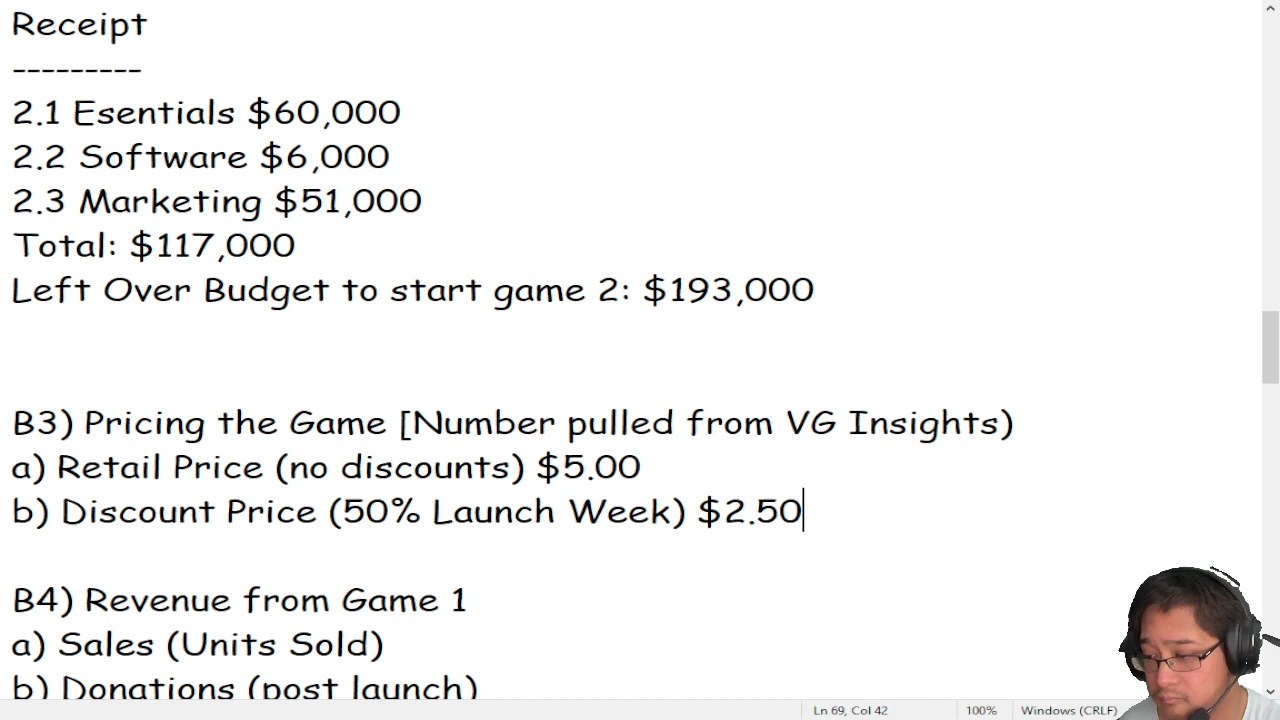 Receipt
---------
2.1 Esentials $60,000
2.2 Software $6,000
2.3 Marketing $51,000
Total: $117,000
Left Over Budget to start game 2: $193,000
B3) Pricing the Game [Number pulled from VG Insights)
a) Retail Price (no discounts) $5.00
b) Discount Price (50% Launch Week) $2.50
B4) Revenue from Game 1
a) Sales (Units Sold)
b) Donations (post launch)
Ln 69, Col 42 100% Windows (CRLF)